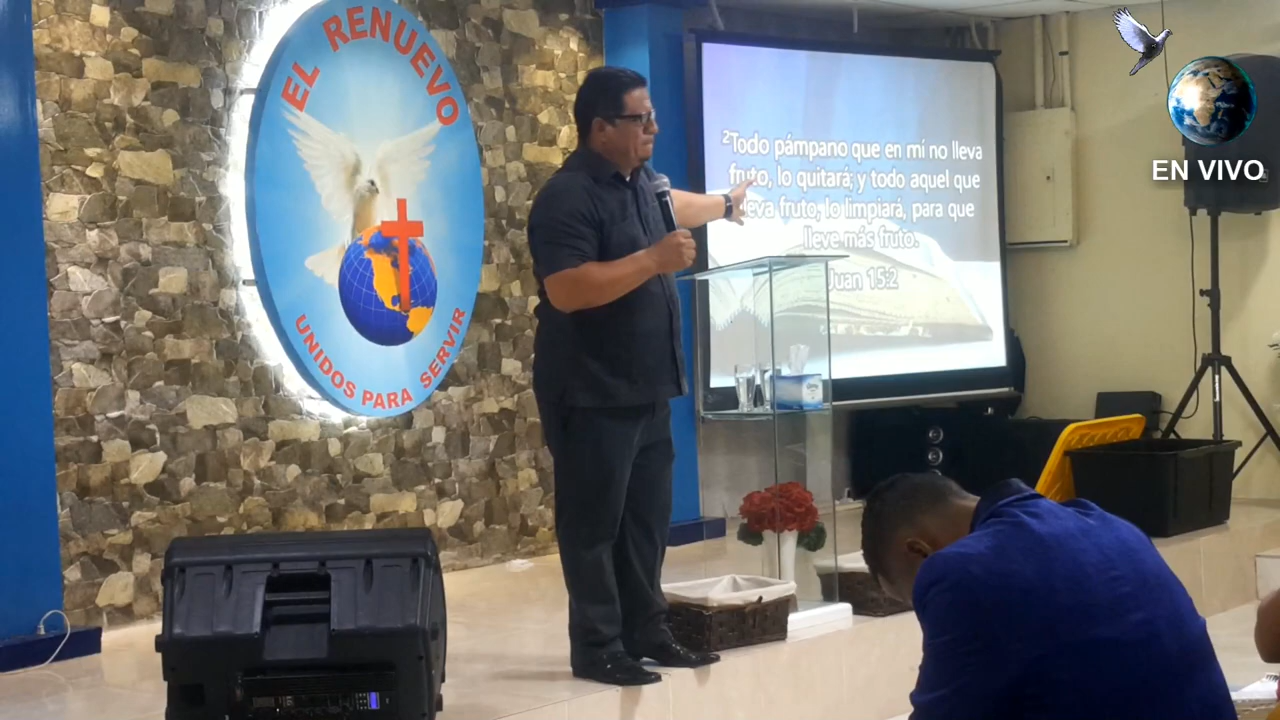 EL RENUEVO
UNIDOS PARA SERVIR
²Todo pámpano que en mí no lleva
fruto, lo quitará; y todo aquel que
lleva fruto, lo limpiará, para que
lleve más fruto.
Juan 15:2
EN VIVO